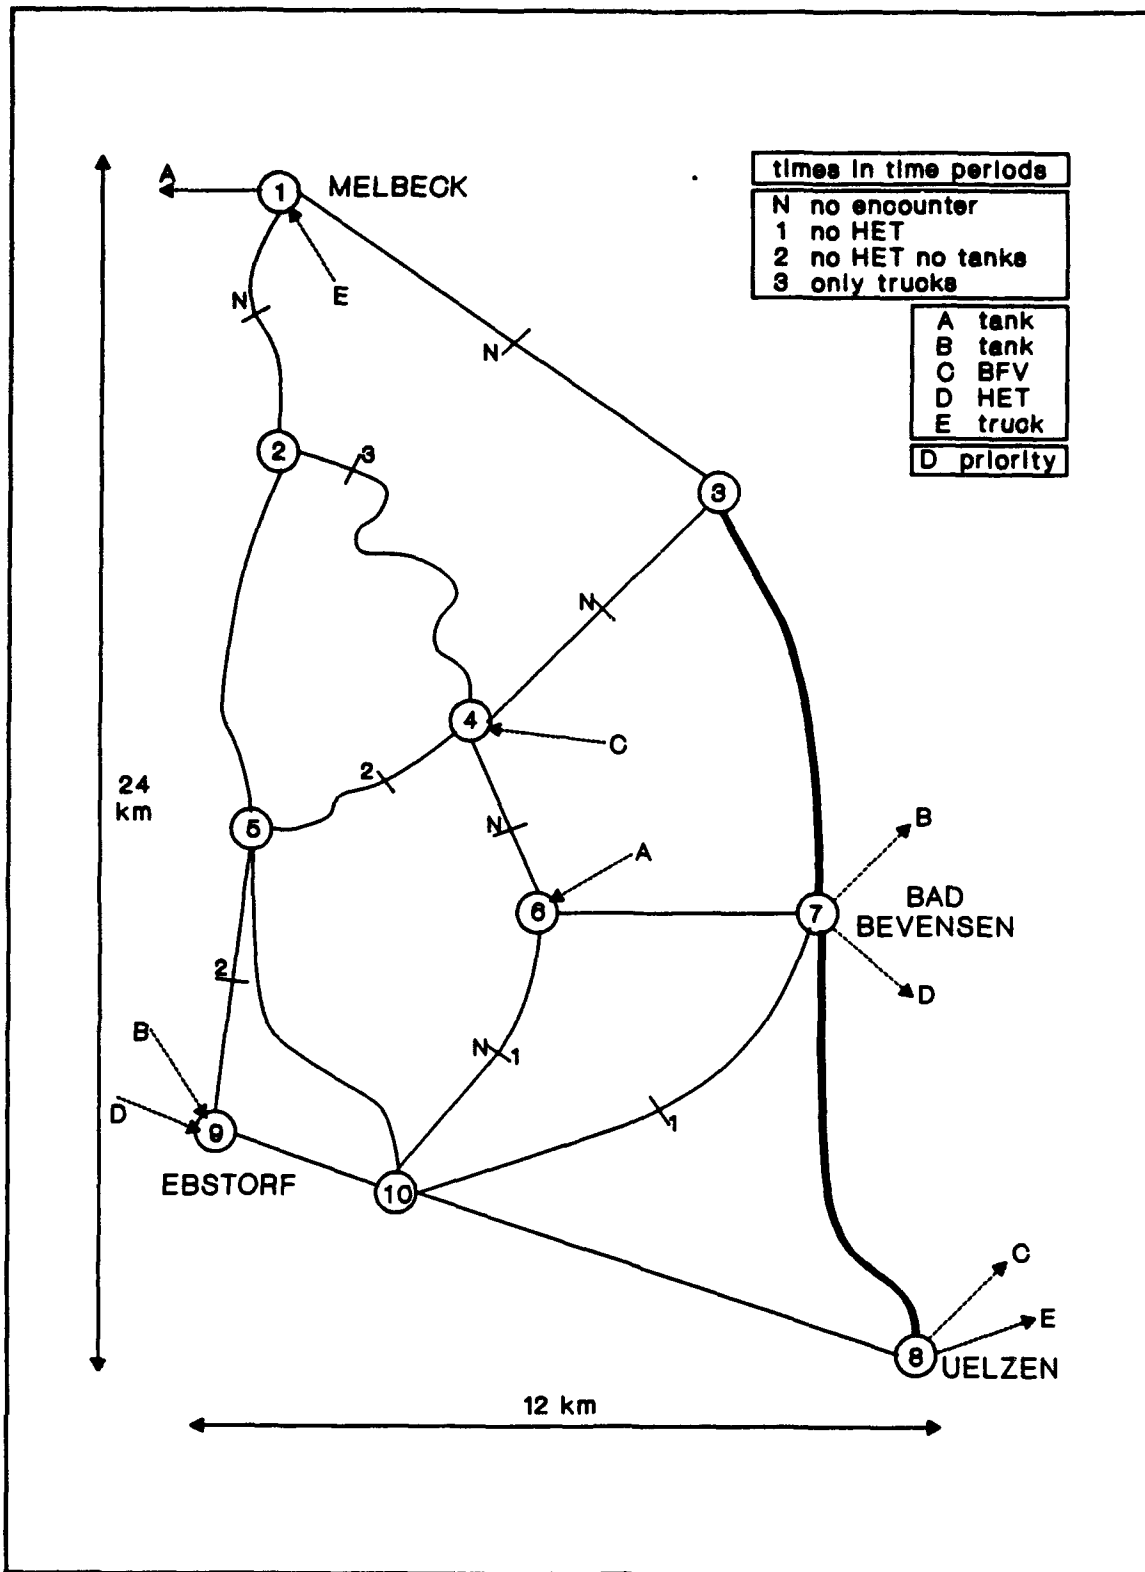 A
1
MELBECK
times in time periods
N no encounter
1 no HET
2 no HET no tanks
3 only trucks
E
N
N
A tank
B tank
C BFV
D HET
E truck
D priority
2
3
3
N
4
C
2
24
km
5
N
A
B
6
7
BAD
BEVENSEN
2
D
B
N 1
D
1
9
EBSTORF
10
C
E
8
UELZEN
12 km